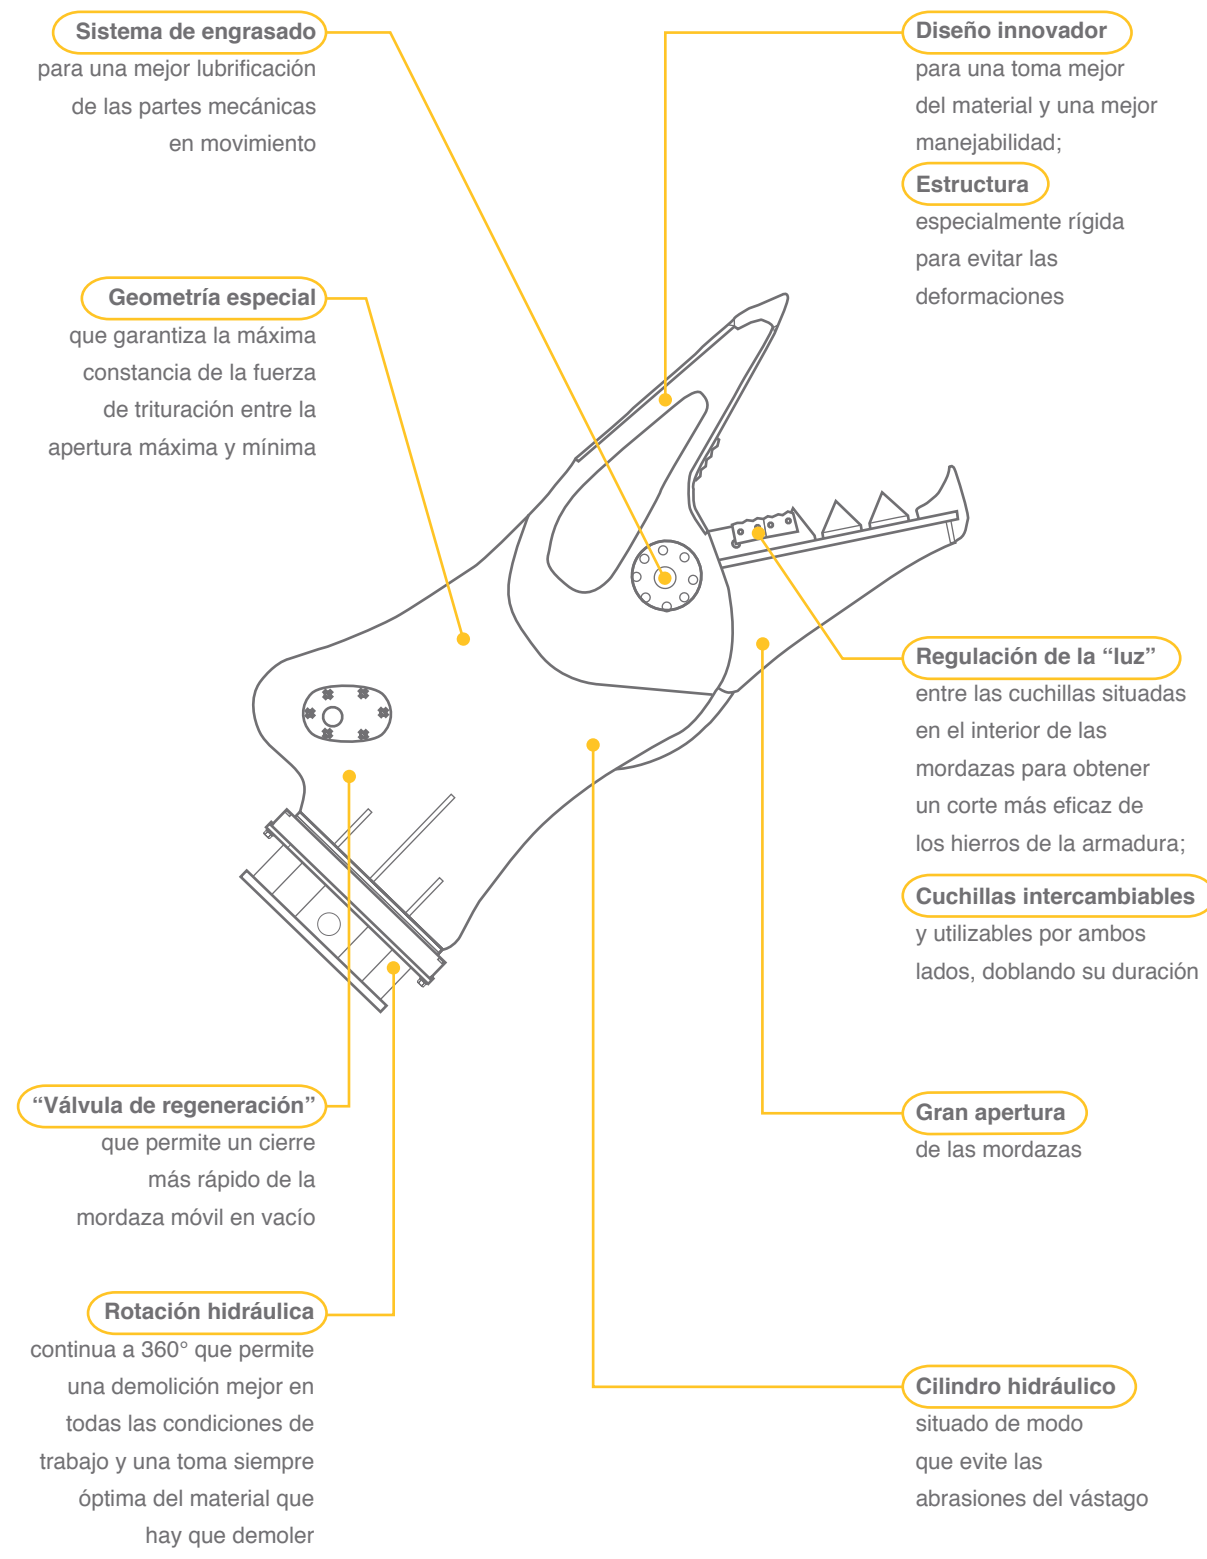 Sistema de engrasado
para una mejor lubrificación
de las partes mecánicas
en movimiento
Geometría especial
que garantiza la máxima
constancia de la fuerza
de trituración entre la
apertura máxima y mínima
“Válvula de regeneración”
que permite un cierre
más rápido de la
mordaza móvil en vacío
Rotación hidráulica
continua a 360° que permite
una demolición mejor en
todas las condiciones de
trabajo y una toma siempre
óptima del material que
hay que demoler
Diseño innovador
para una toma mejor
del material y una mejor
manejabilidad;
Estructura
especialmente rígida
para evitar las
deformaciones
Regulación de la “luz”
entre las cuchillas situadas
en el interior de las
mordazas para obtener
un corte más eficaz de
los hierros de la armadura;
Cuchillas intercambiables
y utilizables por ambos
lados, doblando su duración
Gran apertura
de las mordazas
Cilindro hidráulico
situado de modo
que evite las
abrasiones del vástago